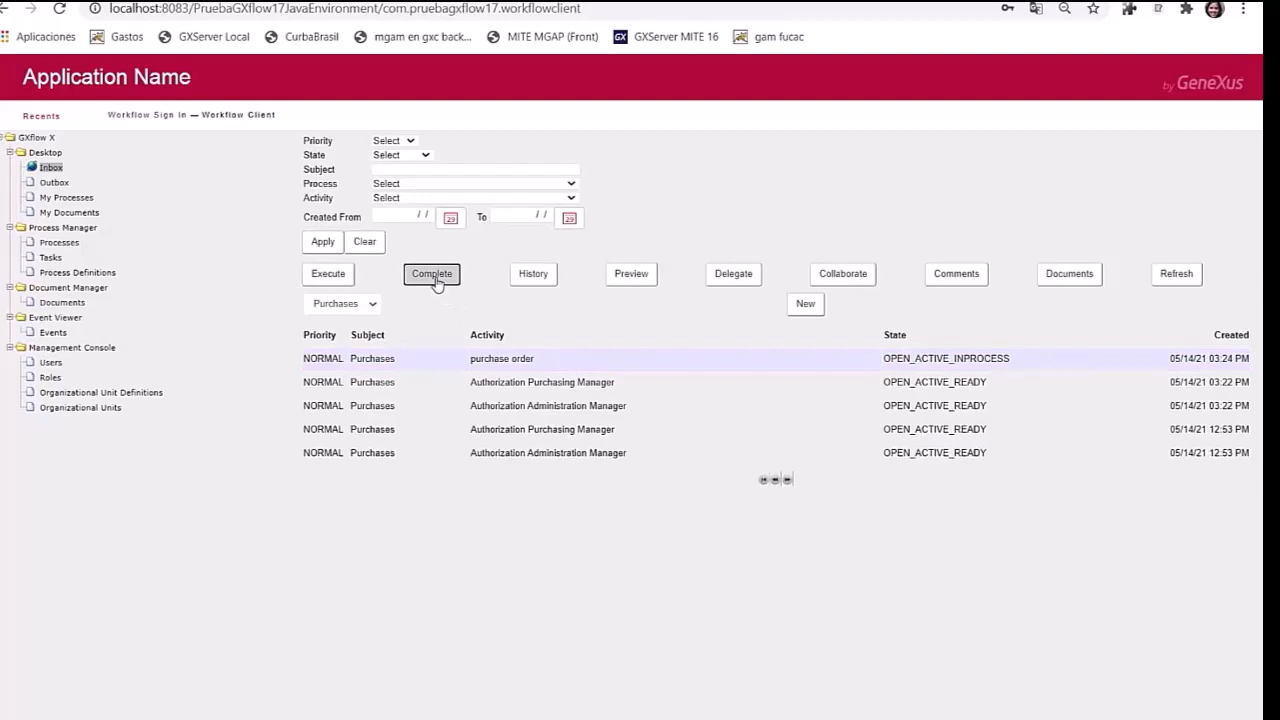 localhost:8083/PruebaGXflow17JavaEnvironment/com.pruebagxflow17.workflowclient
Aplicaciones Gastos GXServer Local CurbaBrasil mgam en gxc back... MITE MGAP (Front) GX GXServer MITE 16 gam fucac
Application Name
by GeneXus
Recents Workflow Sign In — Workflow Client
GXflow X
Desktop
Inbox
Outbox
My Processes
My Documents
Process Manager
Processes
Tasks
Process Definitions
Document Manager
Documents
Event Viewer
Events
Management Console
Users
Roles
Organizational Unit Definitions
Organizational Units
Priority Select
State Select
Subject
Process Select
Activity Select
Created From / / 29 To / / 29
Apply Clear
Execute Complete History Preview Delegate Collaborate Comments Documents Refresh
Purchases New
Priority Subject Activity State Created
NORMAL Purchases purchase order OPEN_ACTIVE_INPROCESS 05/14/21 03:24 PM
NORMAL Purchases Authorization Purchasing Manager OPEN_ACTIVE_READY 05/14/21 03:22 PM
NORMAL Purchases Authorization Administration Manager OPEN_ACTIVE_READY 05/14/21 03:22 PM
NORMAL Purchases Authorization Purchasing Manager OPEN_ACTIVE_READY 05/14/21 12:53 PM
NORMAL Purchases Authorization Administration Manager OPEN_ACTIVE_READY 05/14/21 12:53 PM